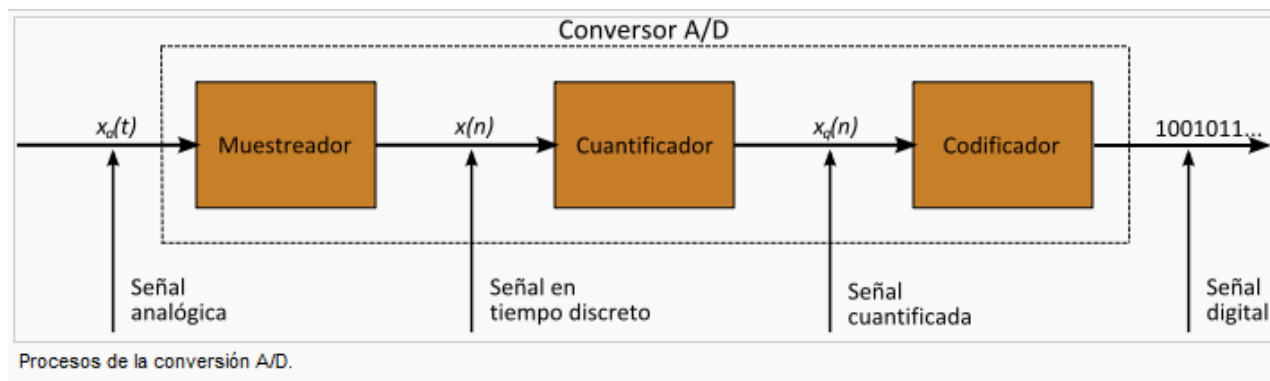 Conversor A/D
xₐ(t)
x(n)
x_q(n)
1001011...
Muestreador
Cuantificador
Codificador
Señal
analógica
Señal en
tiempo discreto
Señal
cuantificada
Señal
digital
Procesos de la conversión A/D.